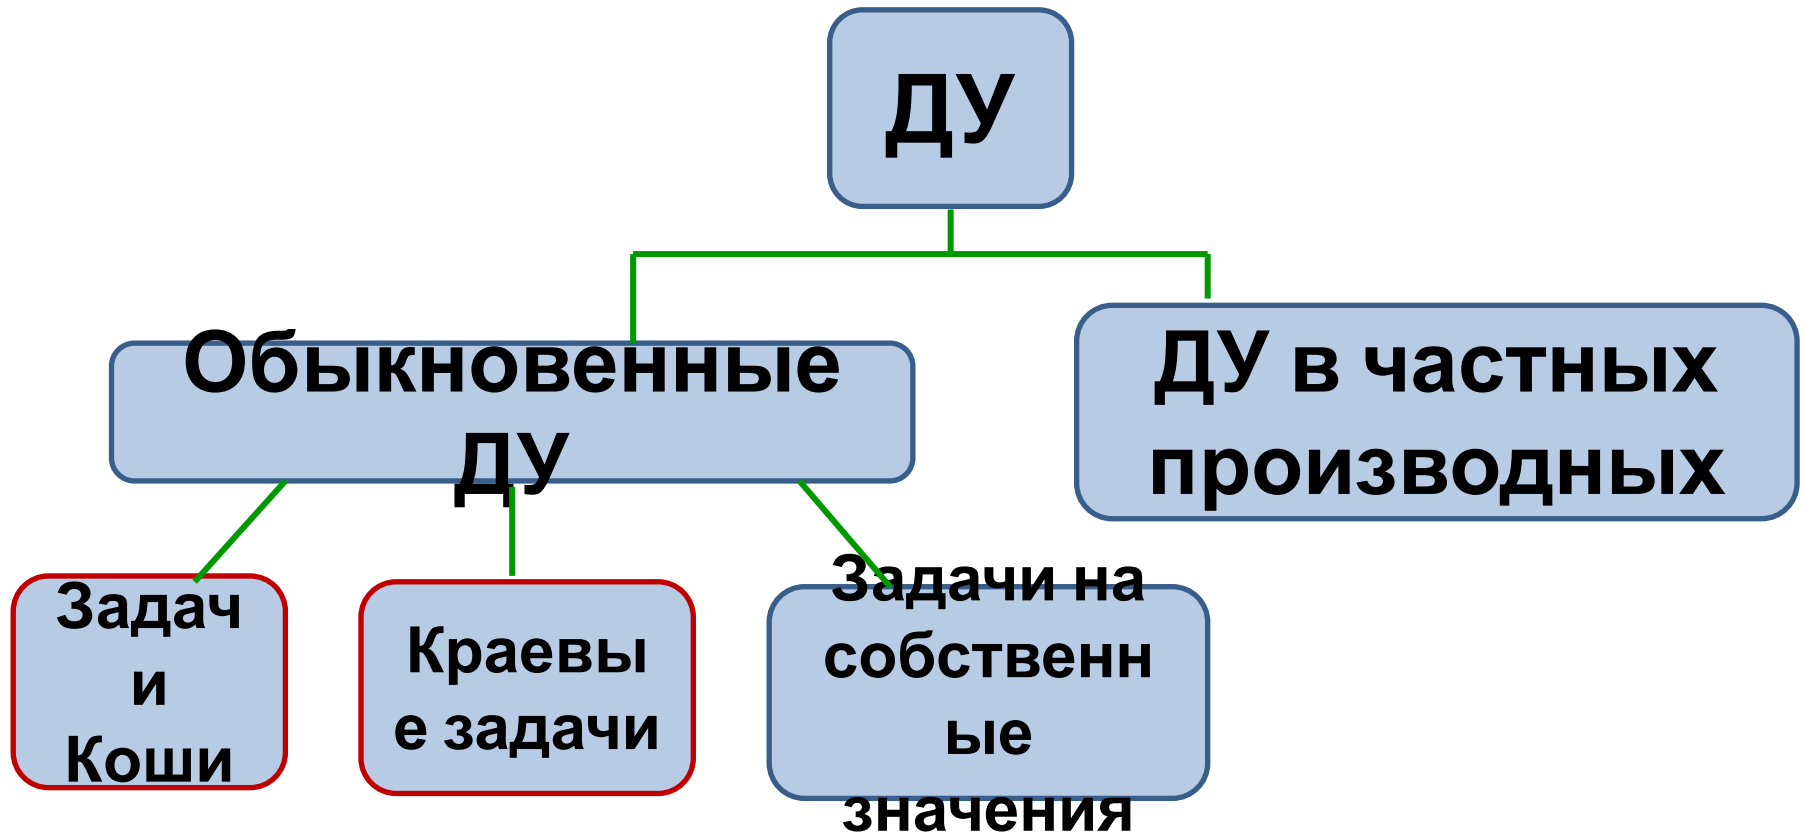 ДУ
Обыкновенные
ДУ
ДУ в частных
производных
Задач
и
Коши
Краевы
е задачи
Задачи на
собственн
ые
значения